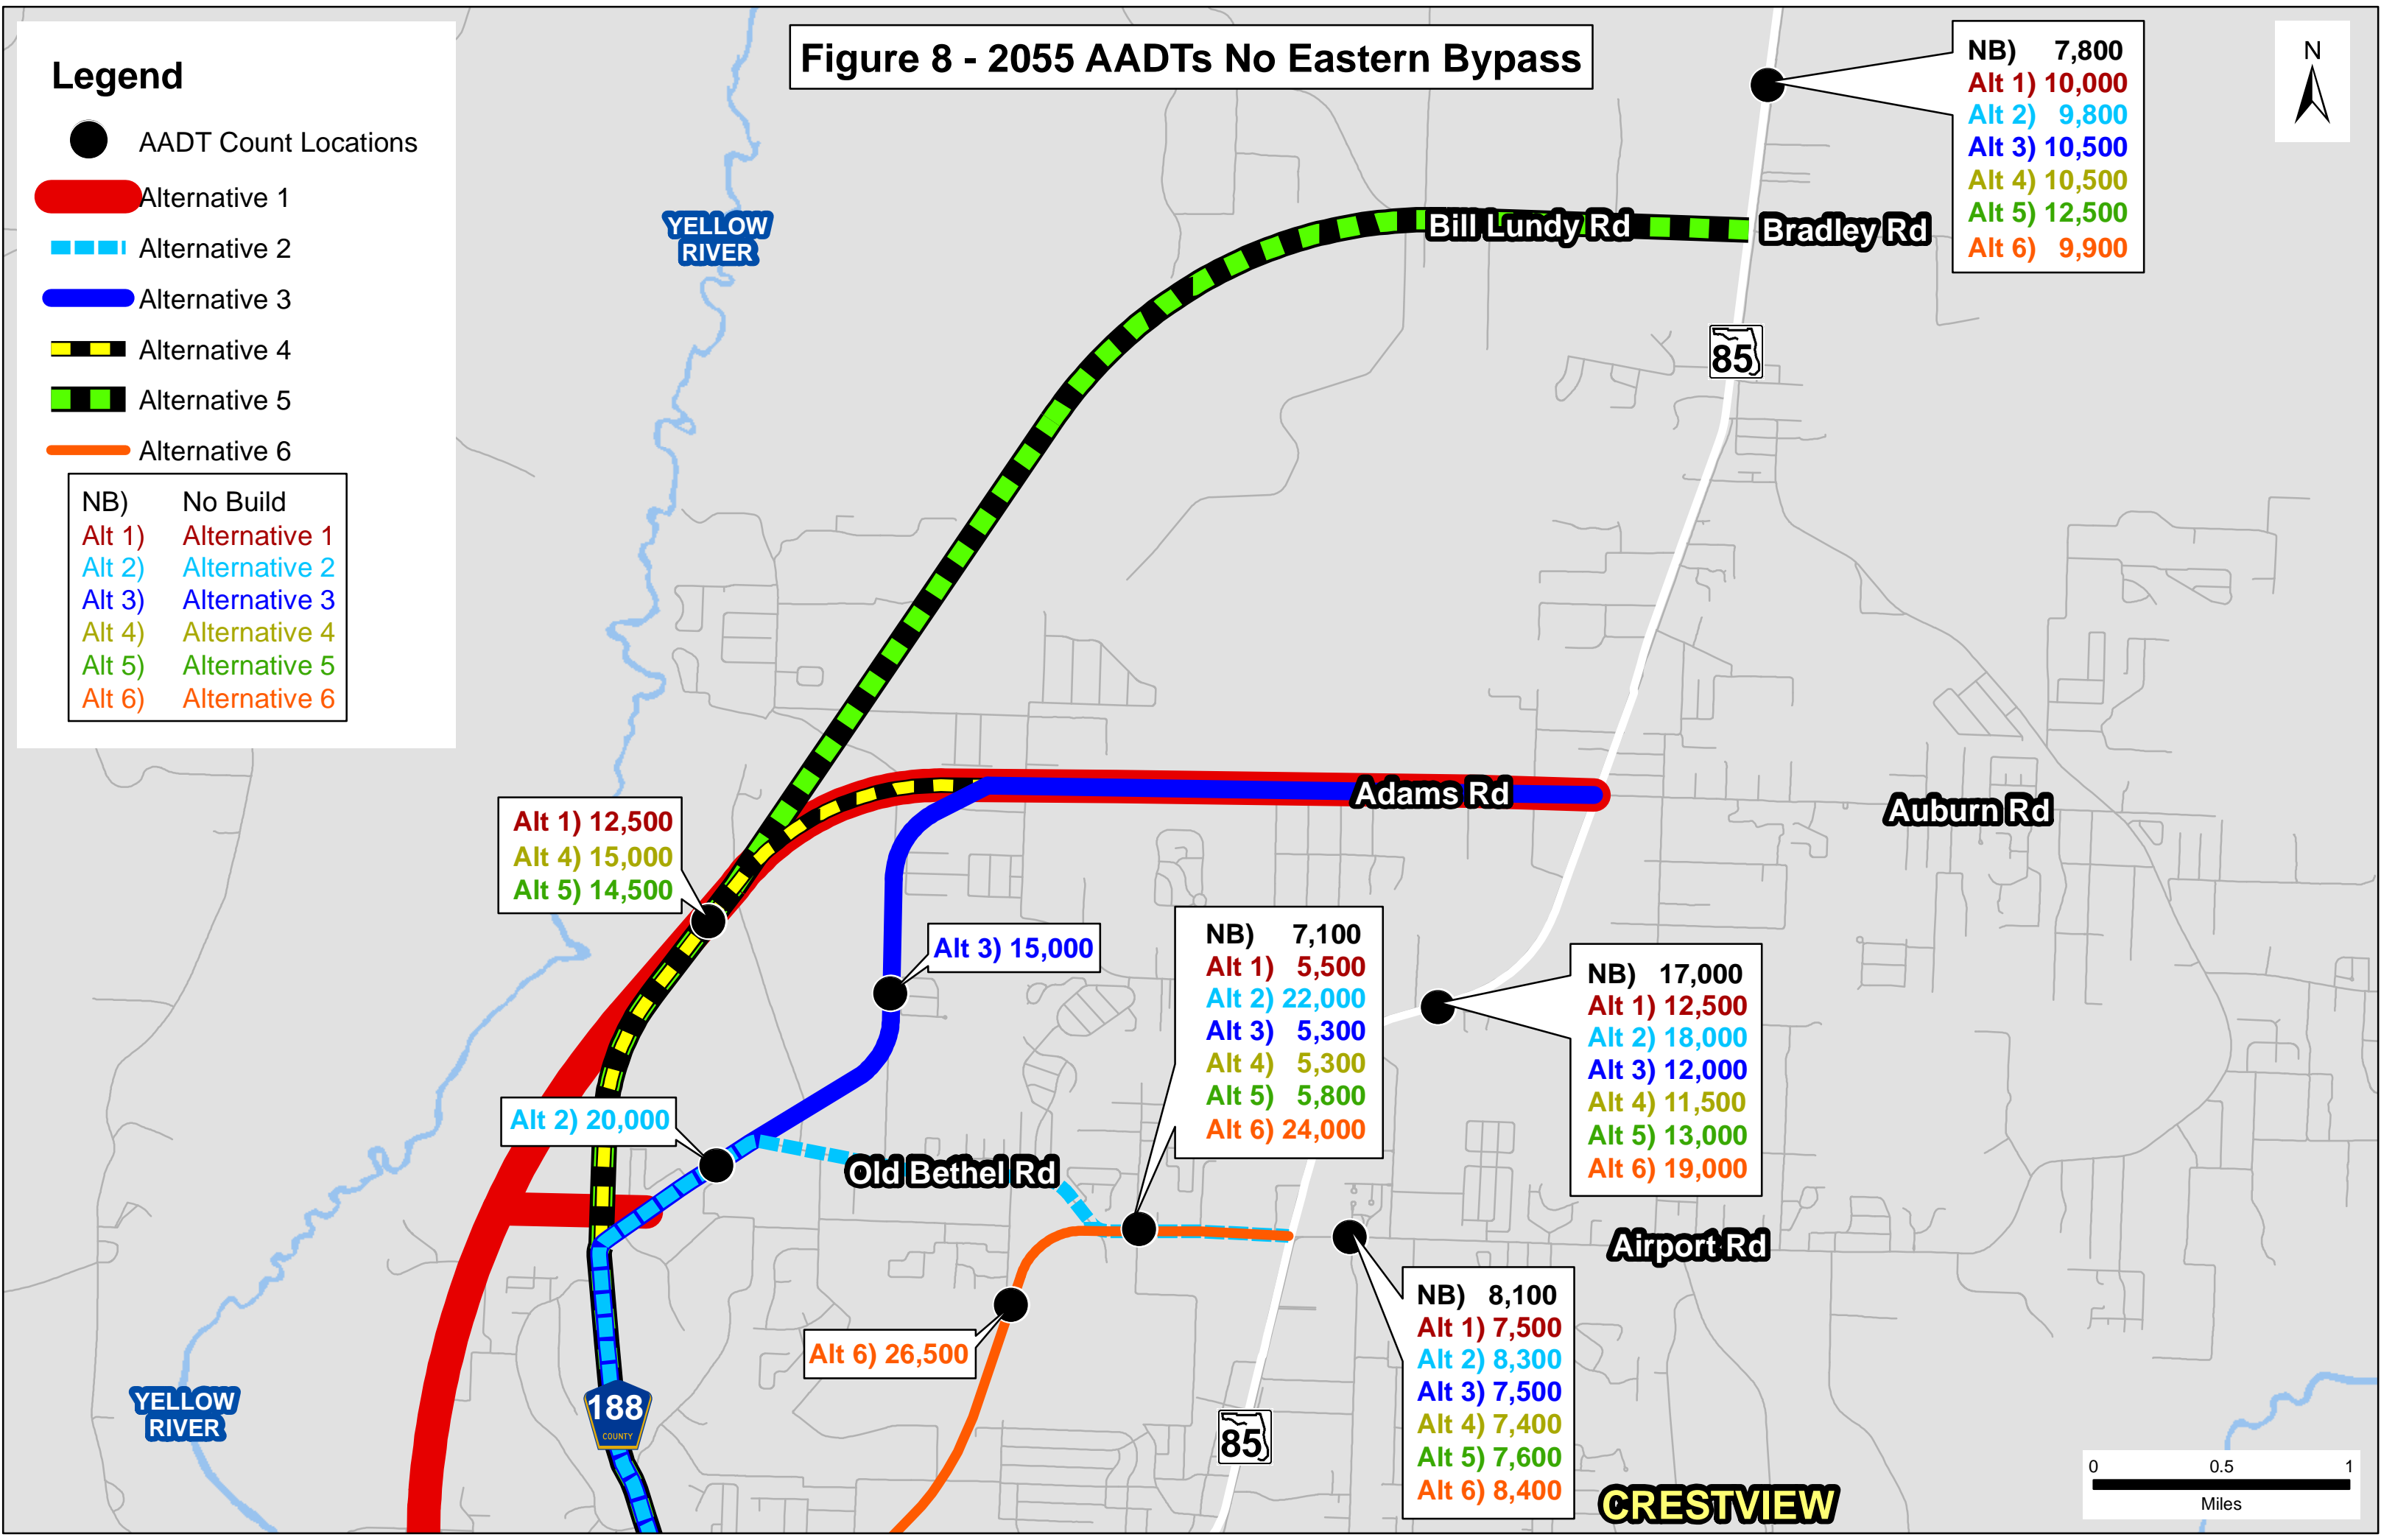 Figure 8 - 2055 AADTs No Eastern Bypass
Legend
AADT Count Locations
Alternative 1
Alternative 2
Alternative 3
Alternative 4
Alternative 5
Alternative 6
NB) No Build
Alt 1) Alternative 1
Alt 2) Alternative 2
Alt 3) Alternative 3
Alt 4) Alternative 4
Alt 5) Alternative 5
Alt 6) Alternative 6
NB) 7,800
Alt 1) 10,000
Alt 2) 9,800
Alt 3) 10,500
Alt 4) 10,500
Alt 5) 12,500
Alt 6) 9,900
N
YELLOW
RIVER
Bill Lundy Rd
Bradley Rd
85
Adams Rd
Auburn Rd
Alt 1) 12,500
Alt 4) 15,000
Alt 5) 14,500
Alt 3) 15,000
NB) 7,100
Alt 1) 5,500
Alt 2) 22,000
Alt 3) 5,300
Alt 4) 5,300
Alt 5) 5,800
Alt 6) 24,000
NB) 17,000
Alt 1) 12,500
Alt 2) 18,000
Alt 3) 12,000
Alt 4) 11,500
Alt 5) 13,000
Alt 6) 19,000
Alt 2) 20,000
Old Bethel Rd
Airport Rd
Alt 6) 26,500
NB) 8,100
Alt 1) 7,500
Alt 2) 8,300
Alt 3) 7,500
Alt 4) 7,400
Alt 5) 7,600
Alt 6) 8,400
YELLOW
RIVER
188
COUNTY
85
CRESTVIEW
0 0.5 1
Miles